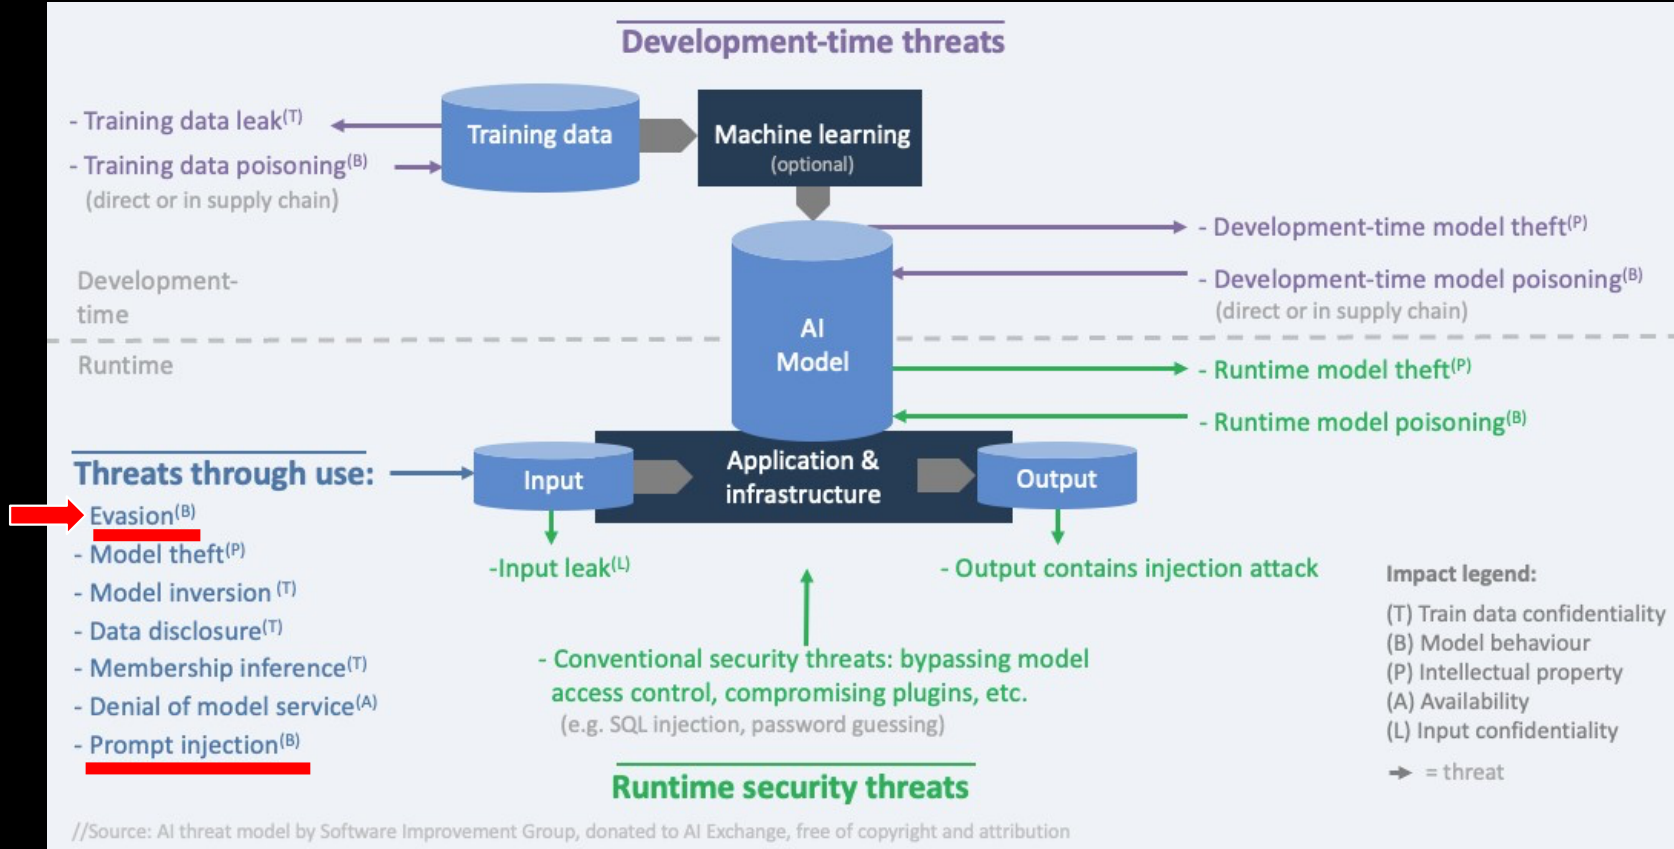 Development-time threats
- Training data leak(T)
- Training data poisoning(B)
(direct or in supply chain)
Training data
Machine learning
(optional)
- Development-time model theft(P)
- Development-time model poisoning(B)
(direct or in supply chain)
Development-
time
Runtime
AI
Model
- Runtime model theft(P)
- Runtime model poisoning(B)
Threats through use:
Evasion(B)
- Model theft(P)
- Model inversion (T)
- Data disclosure(T)
- Membership inference(T)
- Denial of model service(A)
- Prompt injection(B)
Input
Application &
infrastructure
Output
-Input leak(L)
- Output contains injection attack
- Conventional security threats: bypassing model
access control, compromising plugins, etc.
(e.g. SQL injection, password guessing)
Runtime security threats
Impact legend:
(T) Train data confidentiality
(B) Model behaviour
(P) Intellectual property
(A) Availability
(L) Input confidentiality
= threat
//Source: AI threat model by Software Improvement Group, donated to AI Exchange, free of copyright and attribution